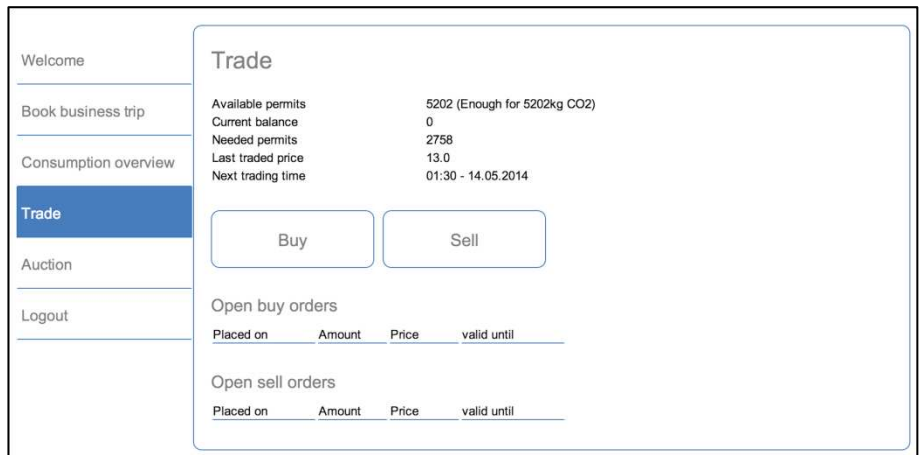 Welcome
Book business trip
Consumption overview
Trade
Auction
Logout
Trade
Available permits 5202 (Enough for 5202kg CO2)
Current balance 0
Needed permits 2758
Last traded price 13.0
Next trading time 01:30 - 14.05.2014
Buy Sell
Open buy orders
Placed on Amount Price valid until
Open sell orders
Placed on Amount Price valid until